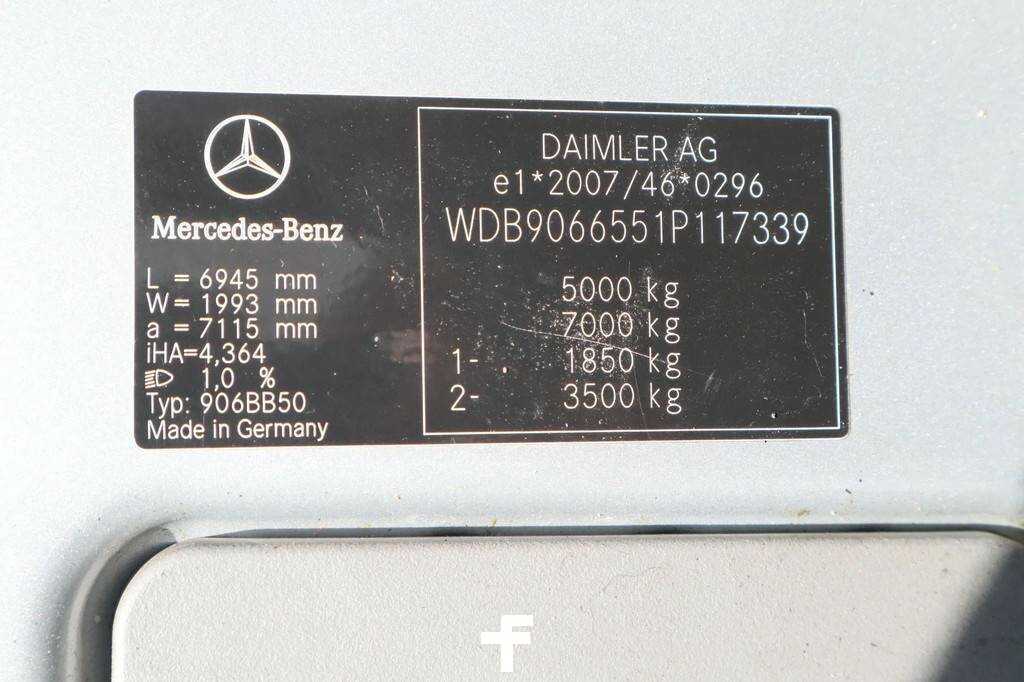 Mercedes-Benz
L = 6945 mm
W= 1993 mm
a = 7115 mm
iHA=4,364
1,0 %
Typ: 906BB50
Made in Germany
DAIMLER AG
e1*2007/46*0296
WDB9066551P117339
5000 kg
7000 kg
1- 1850 kg
2- 3500 kg